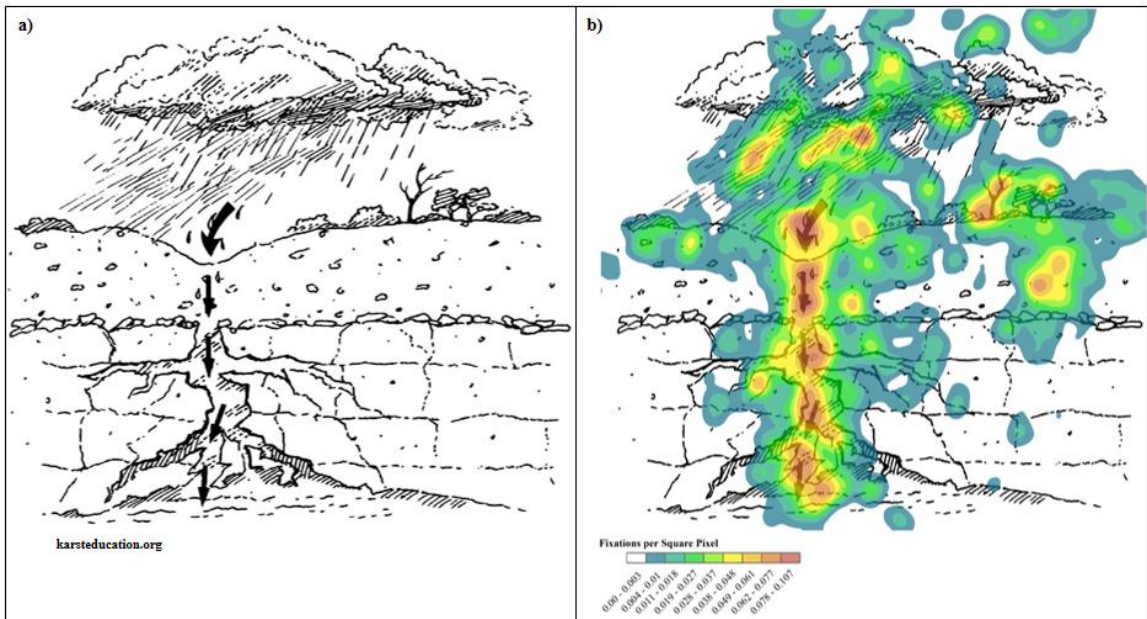 a)
karsteducation.org
b)
Fixations per Square Pixel
0.00 - 0.003
0.004 - 0.01
0.011 - 0.018
0.019 - 0.027
0.028 - 0.037
0.038 - 0.048
0.049 - 0.061
0.062 - 0.077
0.078 - 0.107